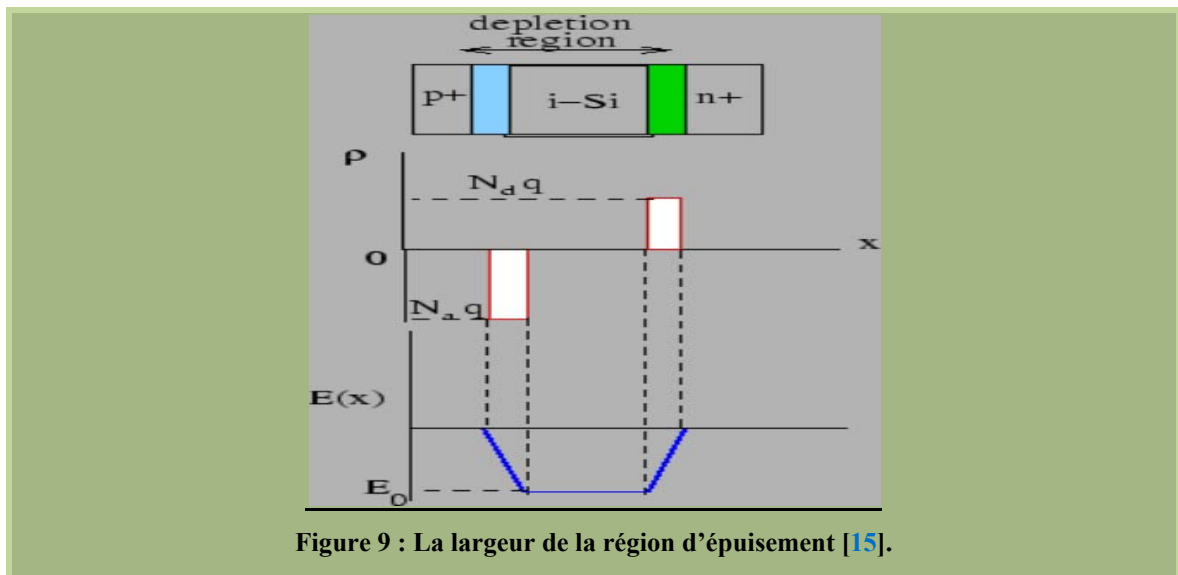 depletion
region
p+ i-Si n+
ρ
N_d q
x
0
N_a q
E(x)
E_0
Figure 9 : La largeur de la région d'épuisement [15].